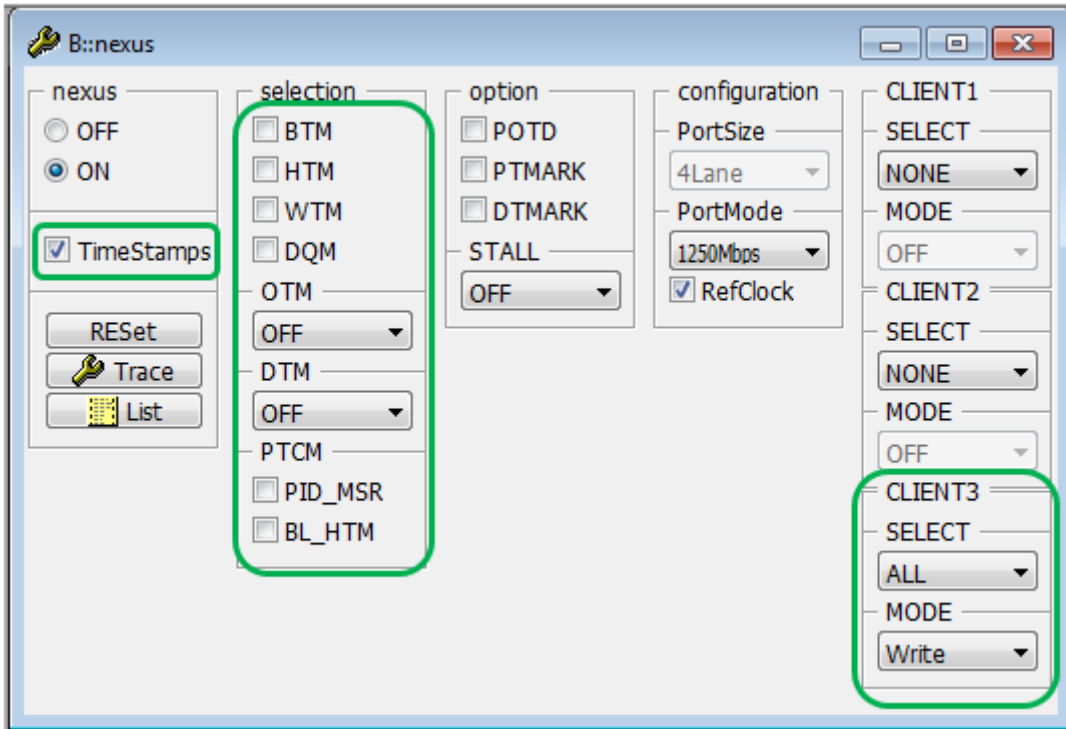 B::nexus
nexus
OFF
ON
TimeStamps
RESet
Trace
List
selection
BTM
HTM
WTM
DQM
OTM
OFF
DTM
OFF
PTCM
PID_MSR
BL_HTM
option
POTD
PTMARK
DTMARK
STALL
OFF
configuration
PortSize
4Lane
PortMode
1250Mbps
RefClock
CLIENT1
SELECT
NONE
MODE
OFF
CLIENT2
SELECT
NONE
MODE
OFF
CLIENT3
SELECT
ALL
MODE
Write